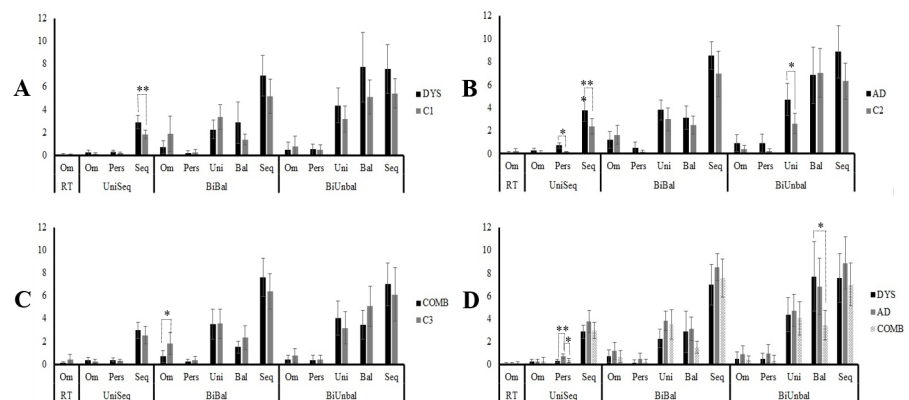 A
12
10
8
6
4
2
0
**
Om Om Pers Seq Om Pers Uni Bal Seq Om Pers Uni Bal Seq
RT UniSeq BiBal BiUnbal
DYS
C1
B
12
10
8
6
4
2
0
*
**
*
*
Om Om Pers Seq Om Pers Uni Bal Seq Om Pers Uni Bal Seq
RT UniSeq BiBal BiUnbal
AD
C2
C
12
10
8
6
4
2
0
*
Om Om Pers Seq Om Pers Uni Bal Seq Om Pers Uni Bal Seq
RT UniSeq BiBal BiUnbal
COMB
C3
D
12
10
8
6
4
2
0
**
*
*
Om Om Pers Seq Om Pers Uni Bal Seq Om Pers Uni Bal Seq
RT UniSeq BiBal BiUnbal
DYS
AD
COMB